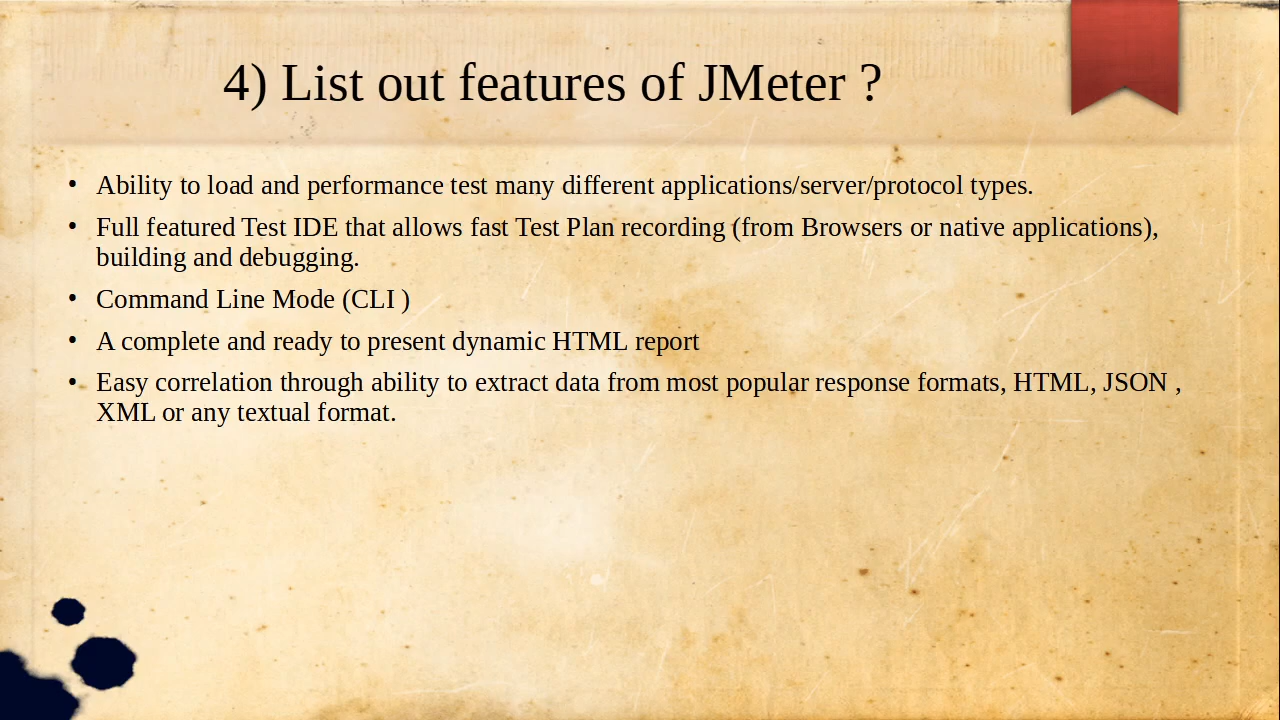 4) List out features of JMeter ?
• Ability to load and performance test many different applications/server/protocol types.
• Full featured Test IDE that allows fast Test Plan recording (from Browsers or native applications),
building and debugging.
• Command Line Mode (CLI )
• A complete and ready to present dynamic HTML report
• Easy correlation through ability to extract data from most popular response formats, HTML, JSON ,
XML or any textual format.